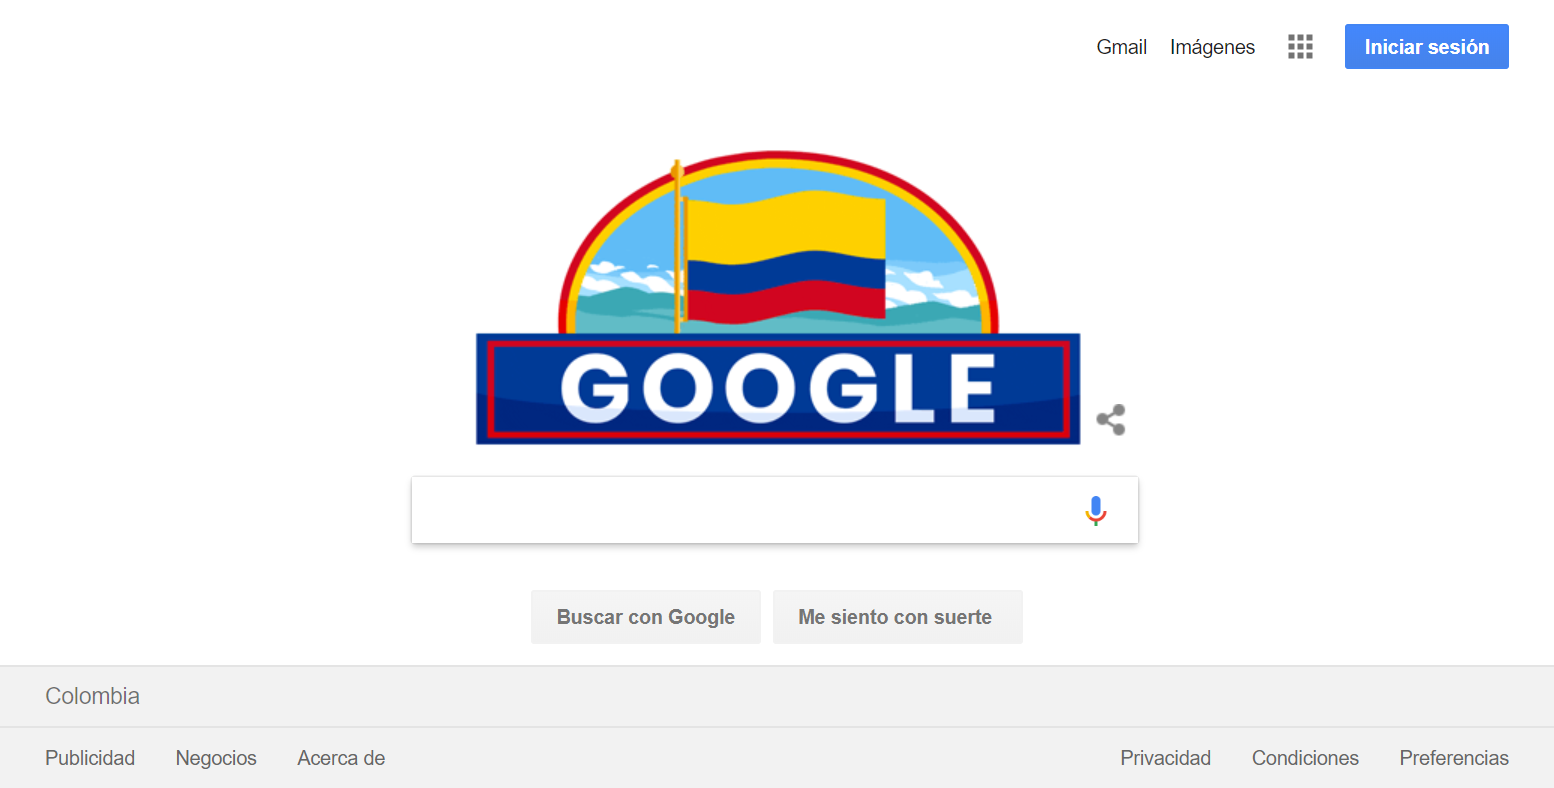 Gmail Imágenes Iniciar sesión
GOOGLE
Buscar con Google Me siento con suerte
Colombia
Publicidad Negocios Acerca de Privacidad Condiciones Preferencias